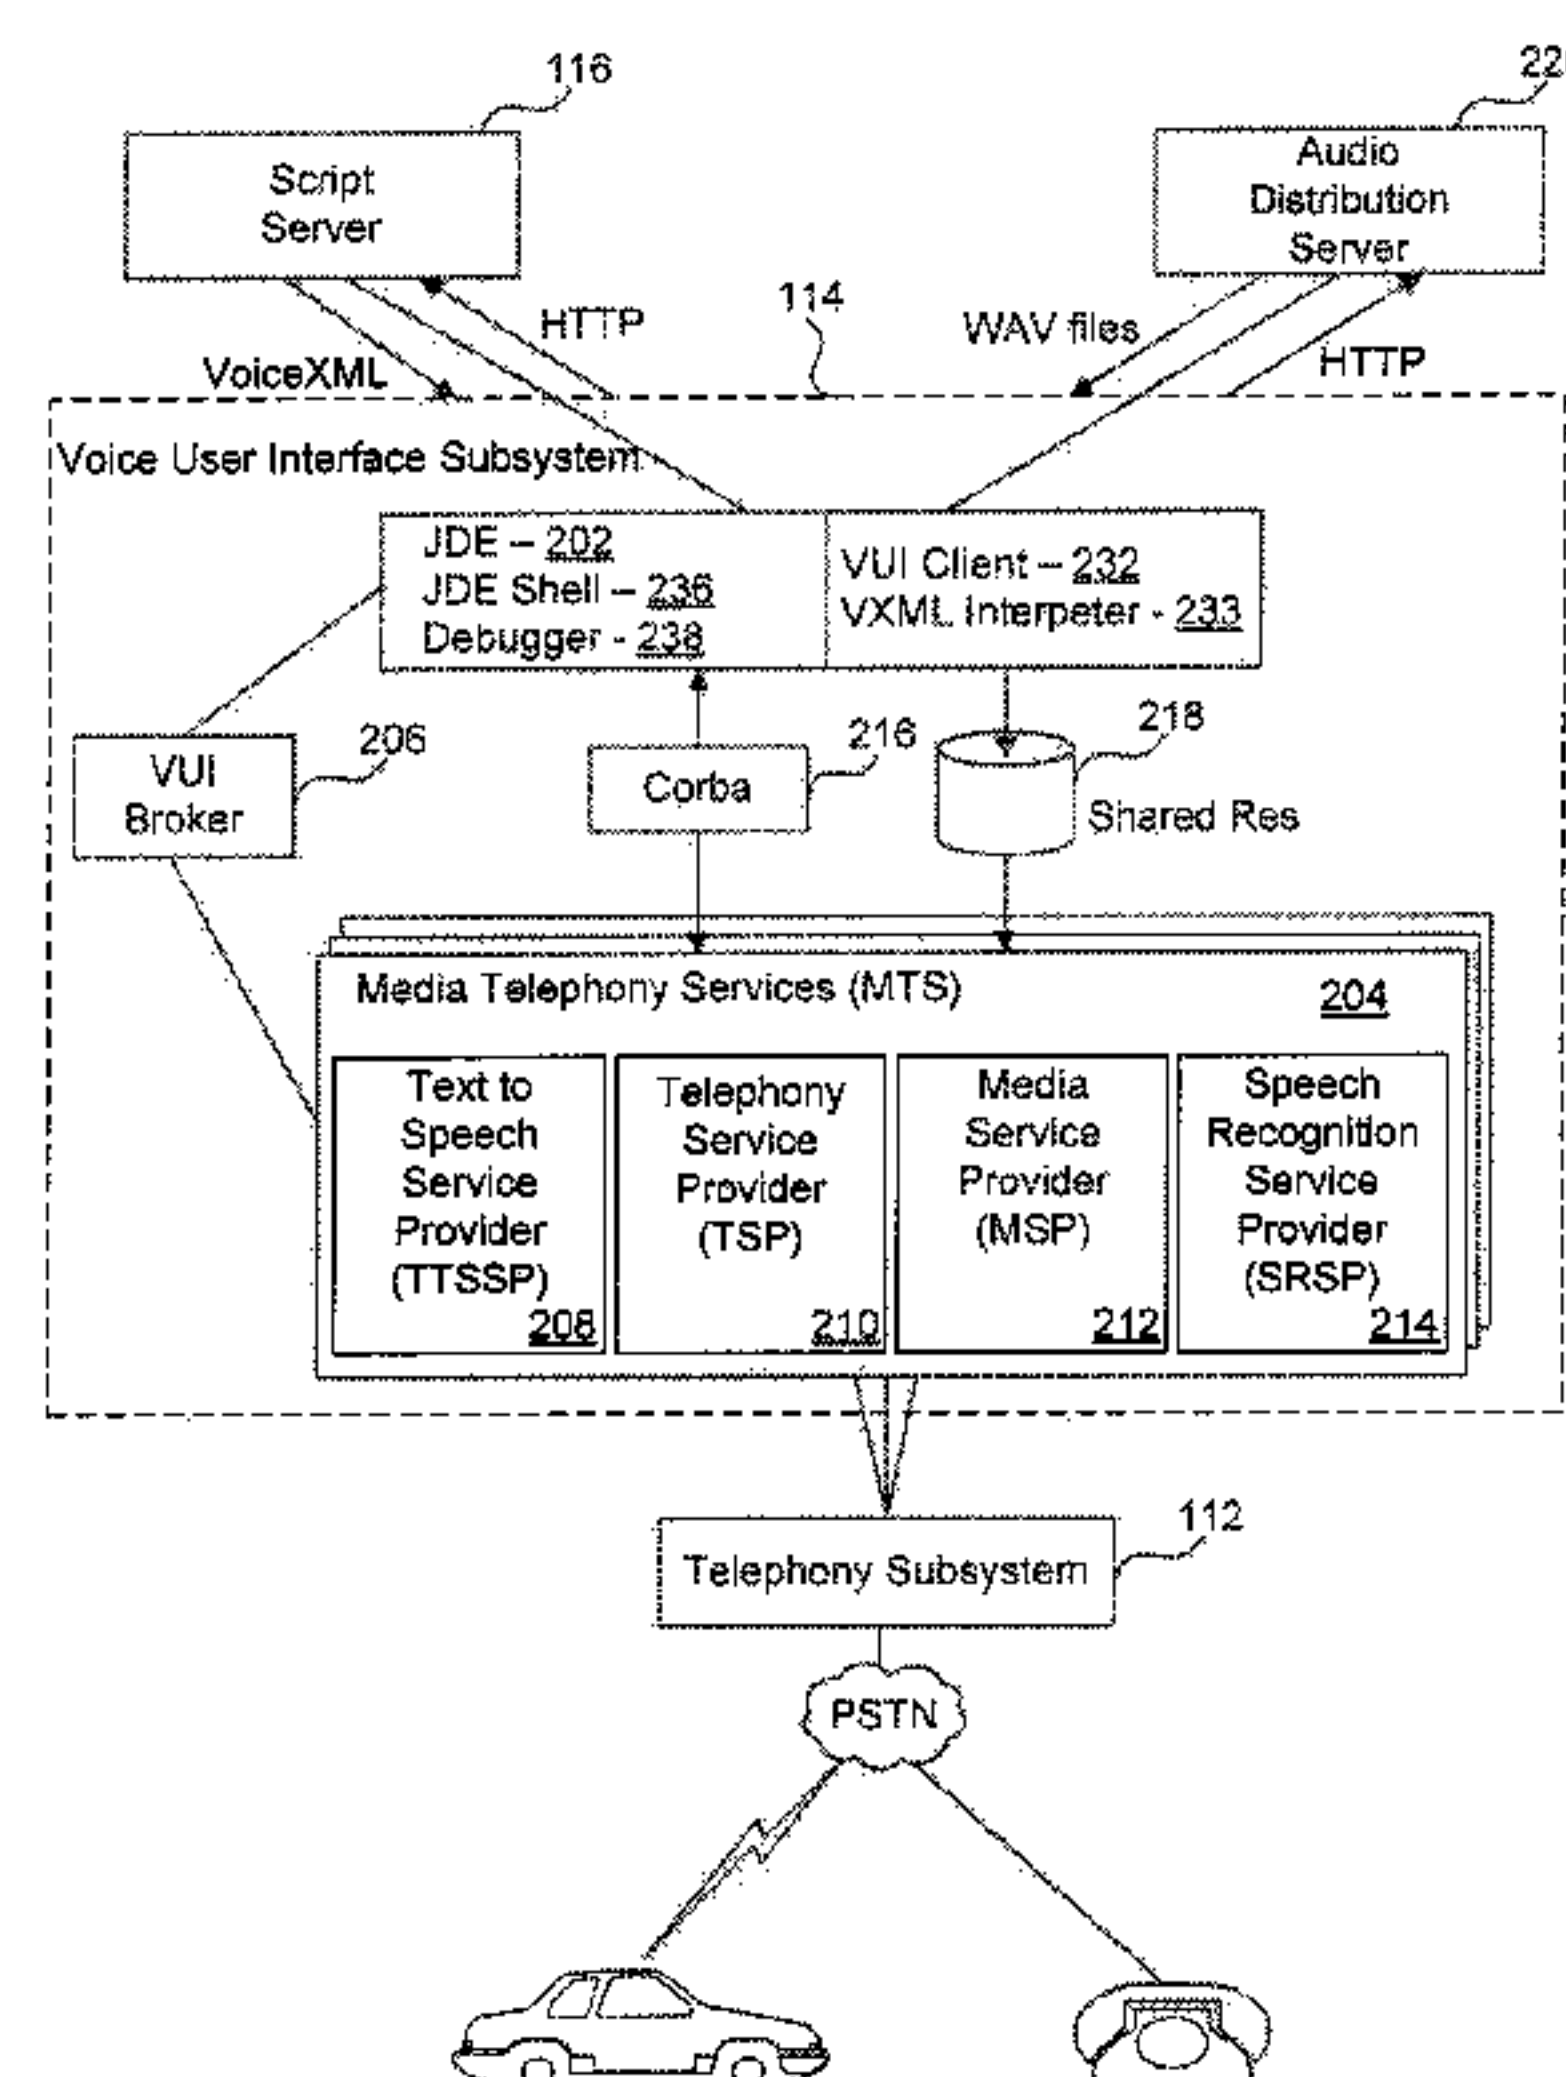 116
Script
Server
Audio
Distribution
Server
114
HTTP
VoiceXML
WAV files
HTTP
Voice User Interface Subsystem
JDE – 202
JDE Shell – 236
Debugger - 238
VUI Client – 232
VXML Interpeter - 233
VUI
Broker
206
Corba
216
218
Shared Res
Media Telephony Services (MTS)
204
Text to
Speech
Service
Provider
(TTSSP)
208
Telephony
Service
Provider
(TSP)
210
Media
Service
Provider
(MSP)
212
Speech
Recognition
Service
Provider
(SRSP)
214
Telephony Subsystem
112
PSTN